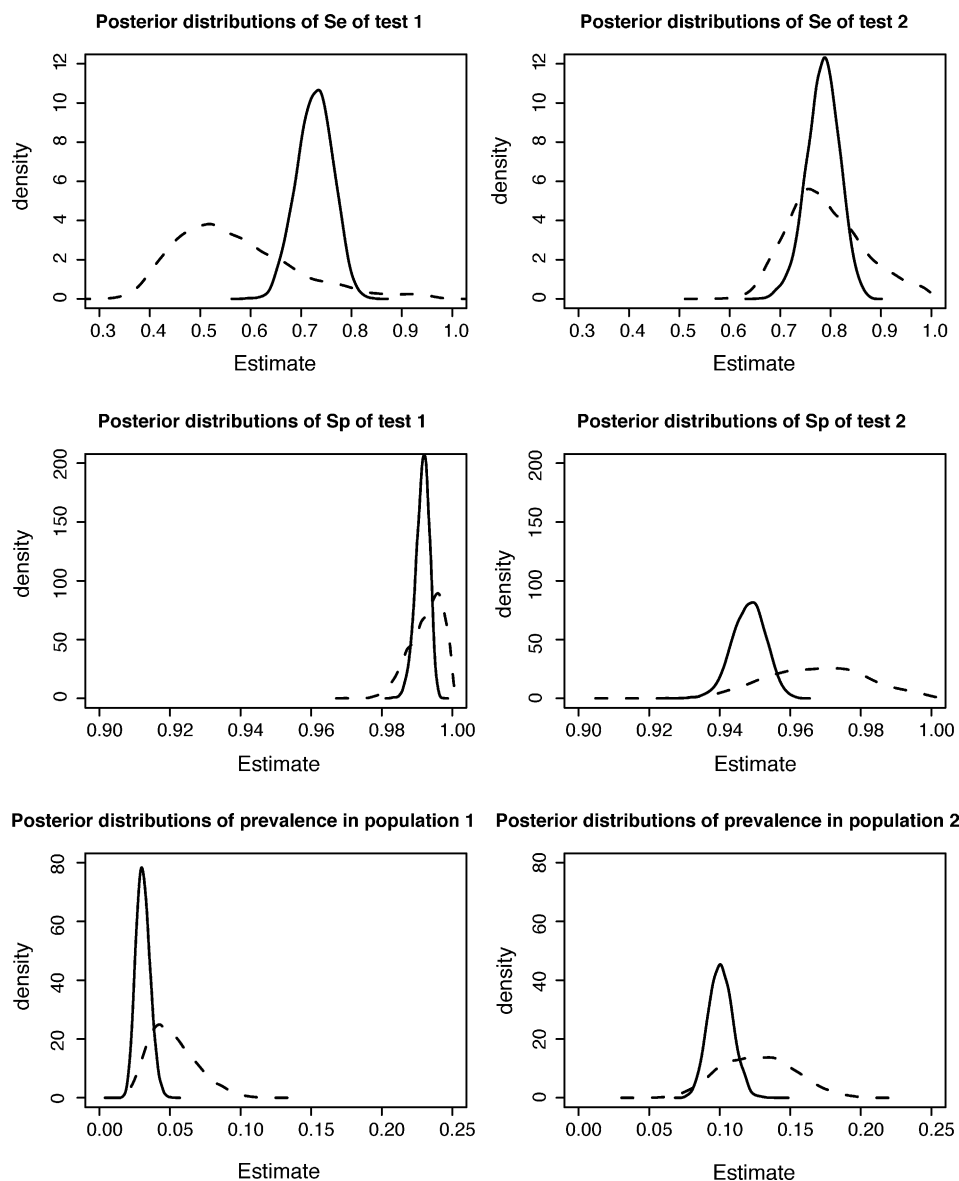 Posterior distributions of Se of test 1
density
0 2 4 6 8 10 12
0.3 0.4 0.5 0.6 0.7 0.8 0.9 1.0
Estimate
Posterior distributions of Se of test 2
density
0 2 4 6 8 10 12
0.3 0.4 0.5 0.6 0.7 0.8 0.9 1.0
Estimate
Posterior distributions of Sp of test 1
density
0 50 100 150 200
0.90 0.92 0.94 0.96 0.98 1.00
Estimate
Posterior distributions of Sp of test 2
density
0 50 100 150 200
0.90 0.92 0.94 0.96 0.98 1.00
Estimate
Posterior distributions of prevalence in population 1
density
0 20 40 60 80
0.00 0.05 0.10 0.15 0.20 0.25
Estimate
Posterior distributions of prevalence in population 2
density
0 20 40 60 80
0.00 0.05 0.10 0.15 0.20 0.25
Estimate